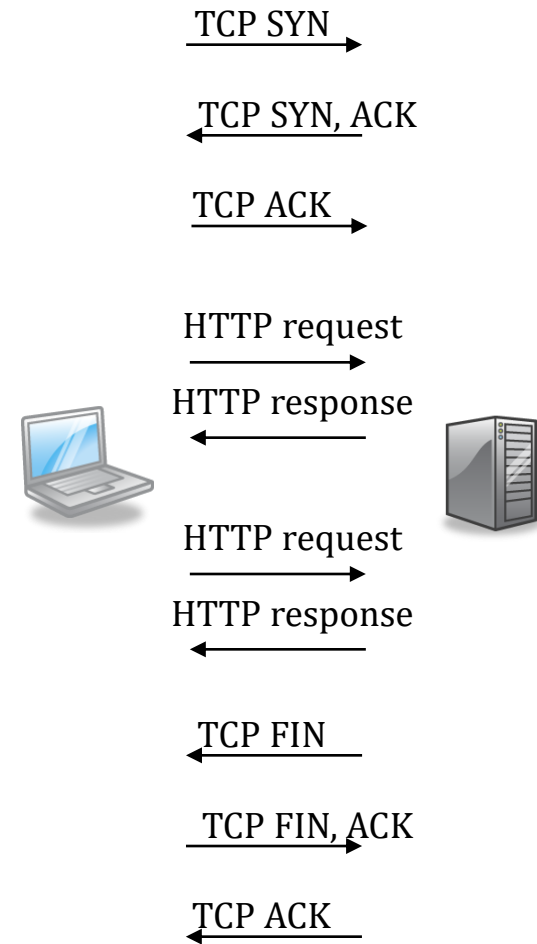 TCP SYN
TCP SYN, ACK
TCP ACK
HTTP request
HTTP response
HTTP request
HTTP response
TCP FIN
TCP FIN, ACK
TCP ACK